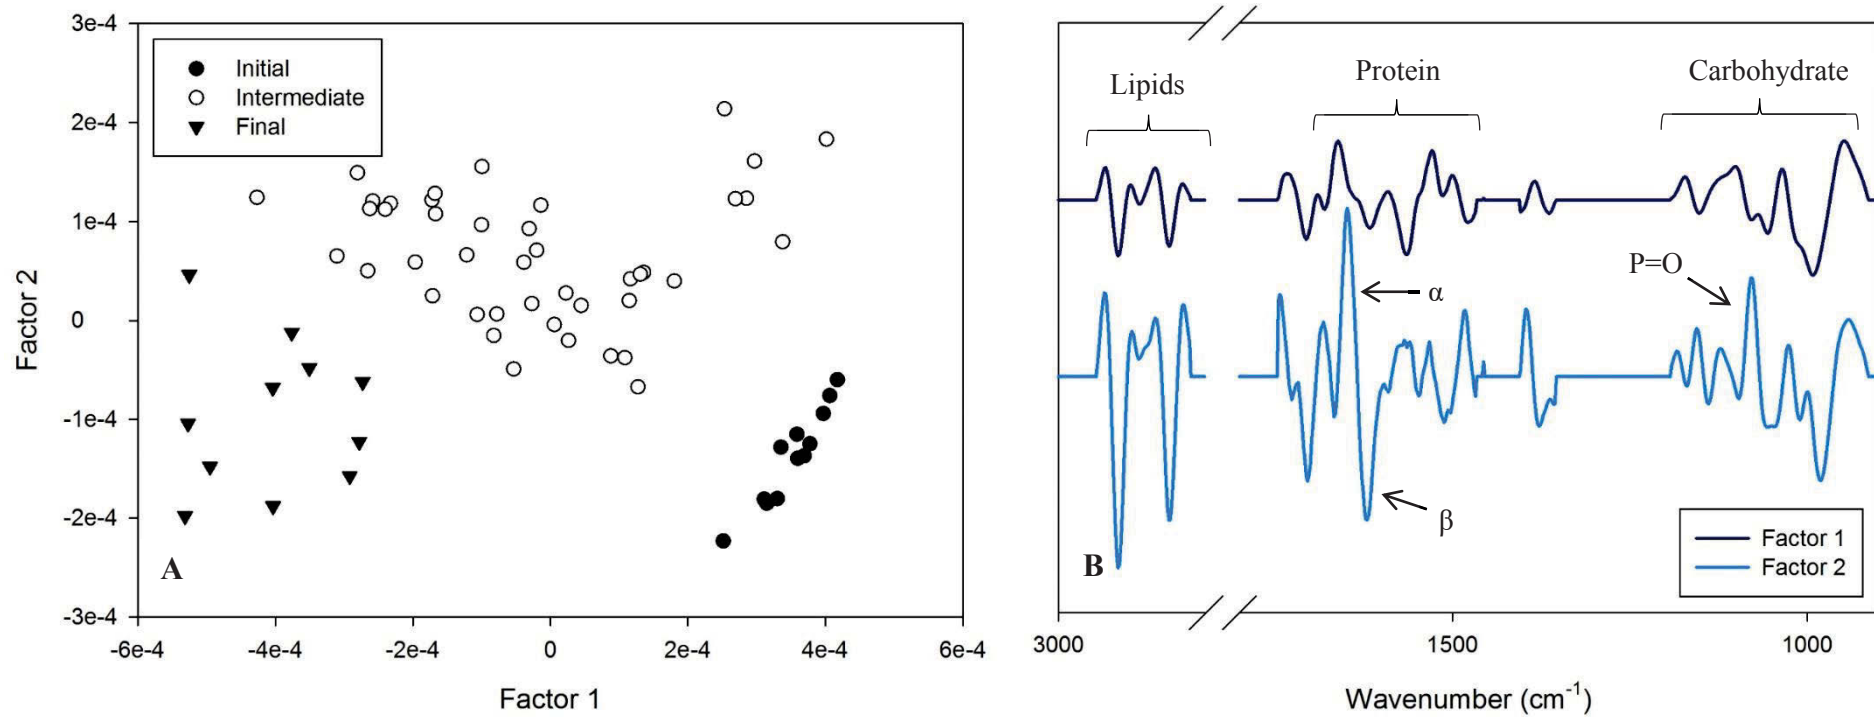 3e-4
2e-4
1e-4
0
-1e-4
-2e-4
-3e-4
Factor 2
Initial
Intermediate
Final
A
-6e-4 -4e-4 -2e-4 0 2e-4 4e-4 6e-4
Factor 1
Lipids
Protein
Carbohydrate
P=O
α
β
B
Factor 1
Factor 2
3000 1500 1000
Wavenumber (cm⁻¹)